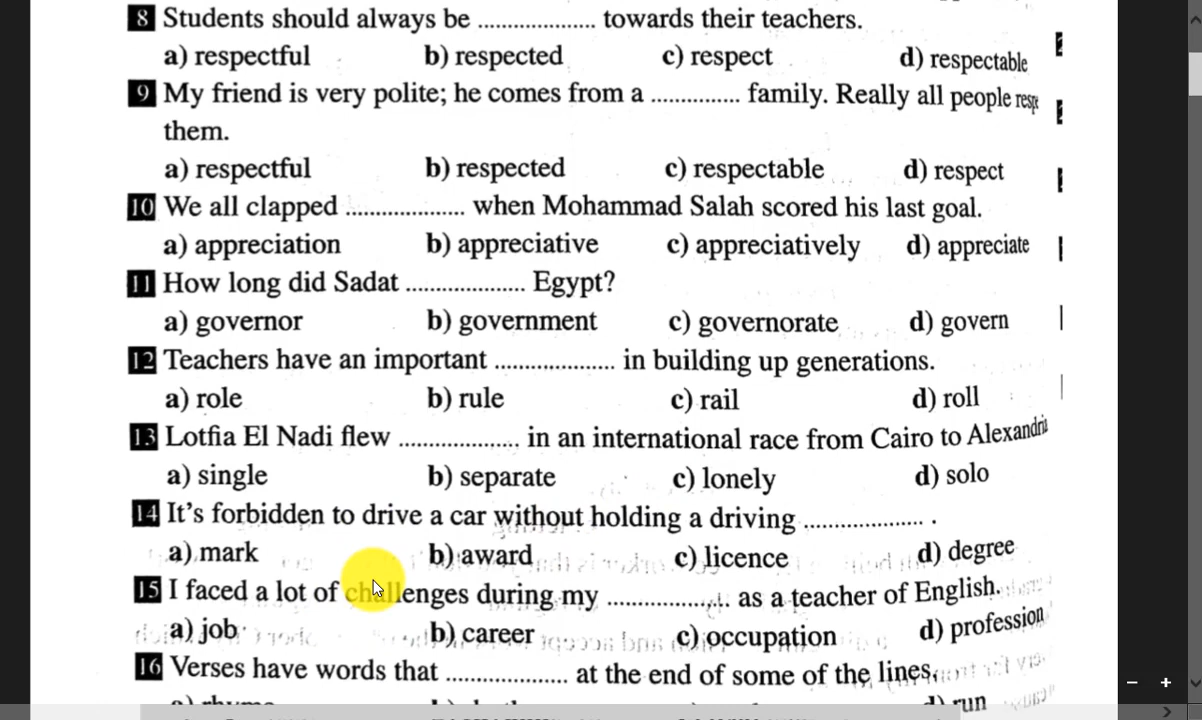 8 Students should always be .................. towards their teachers.
a) respectful b) respected c) respect d) respectable
9 My friend is very polite; he comes from a .............. family. Really all people
them.
a) respectful b) respected c) respectable d) respect
10 We all clapped .................. when Mohammad Salah scored his last goal.
a) appreciation b) appreciative c) appreciatively d) appreciate
11 How long did Sadat .................. Egypt?
a) governor b) government c) governorate d) govern
12 Teachers have an important .................. in building up generations.
a) role b) rule c) rail d) roll
13 Lotfia El Nadi flew .................. in an international race from Cairo to
a) single b) separate c) lonely d) solo
14 It's forbidden to drive a car without holding a driving .................. .
a) mark b) award c) licence d) degree
15 I faced a lot of challenges during my .................. as a teacher of English.
a) job b) career c) occupation d) profession
16 Verses have words that .................. at the end of some of the lines.
d) run